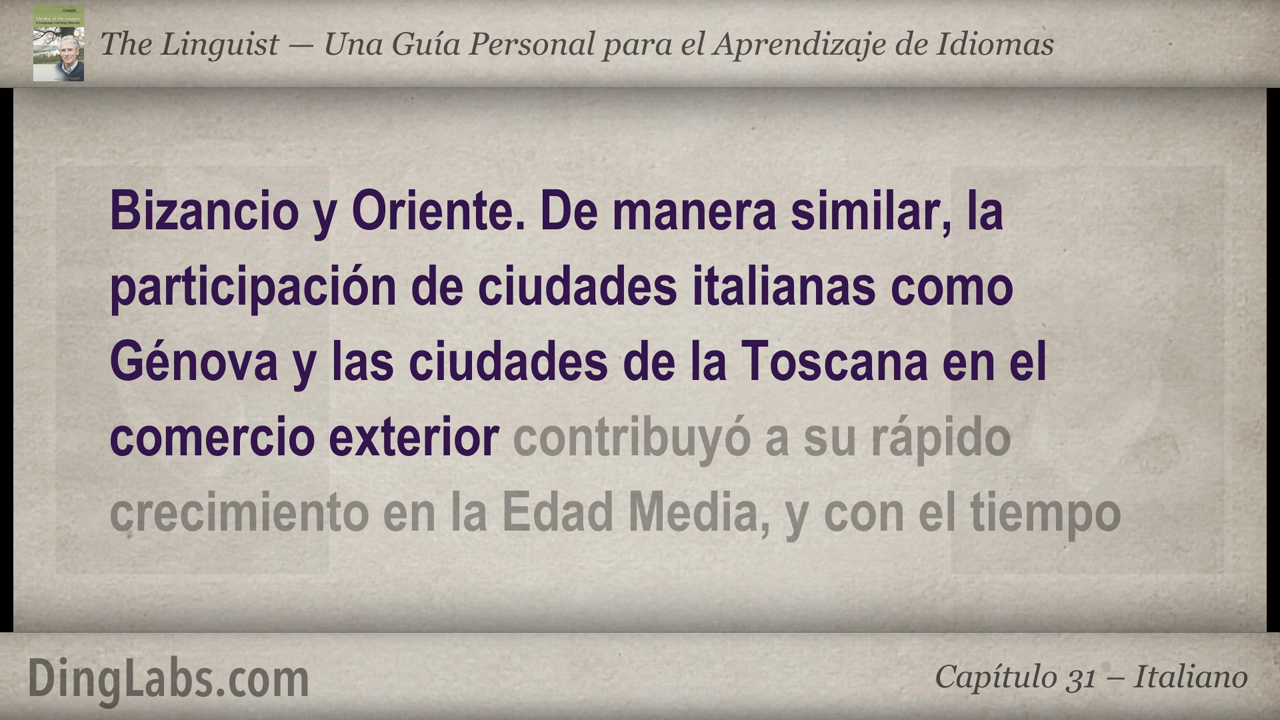 The Linguist — Una Guía Personal para el Aprendizaje de Idiomas
Bizancio y Oriente. De manera similar, la
participación de ciudades italianas como
Génova y las ciudades de la Toscana en el
comercio exterior contribuyó a su rápido
crecimiento en la Edad Media, y con el tiempo
DingLabs.com
Capítulo 31 – Italiano